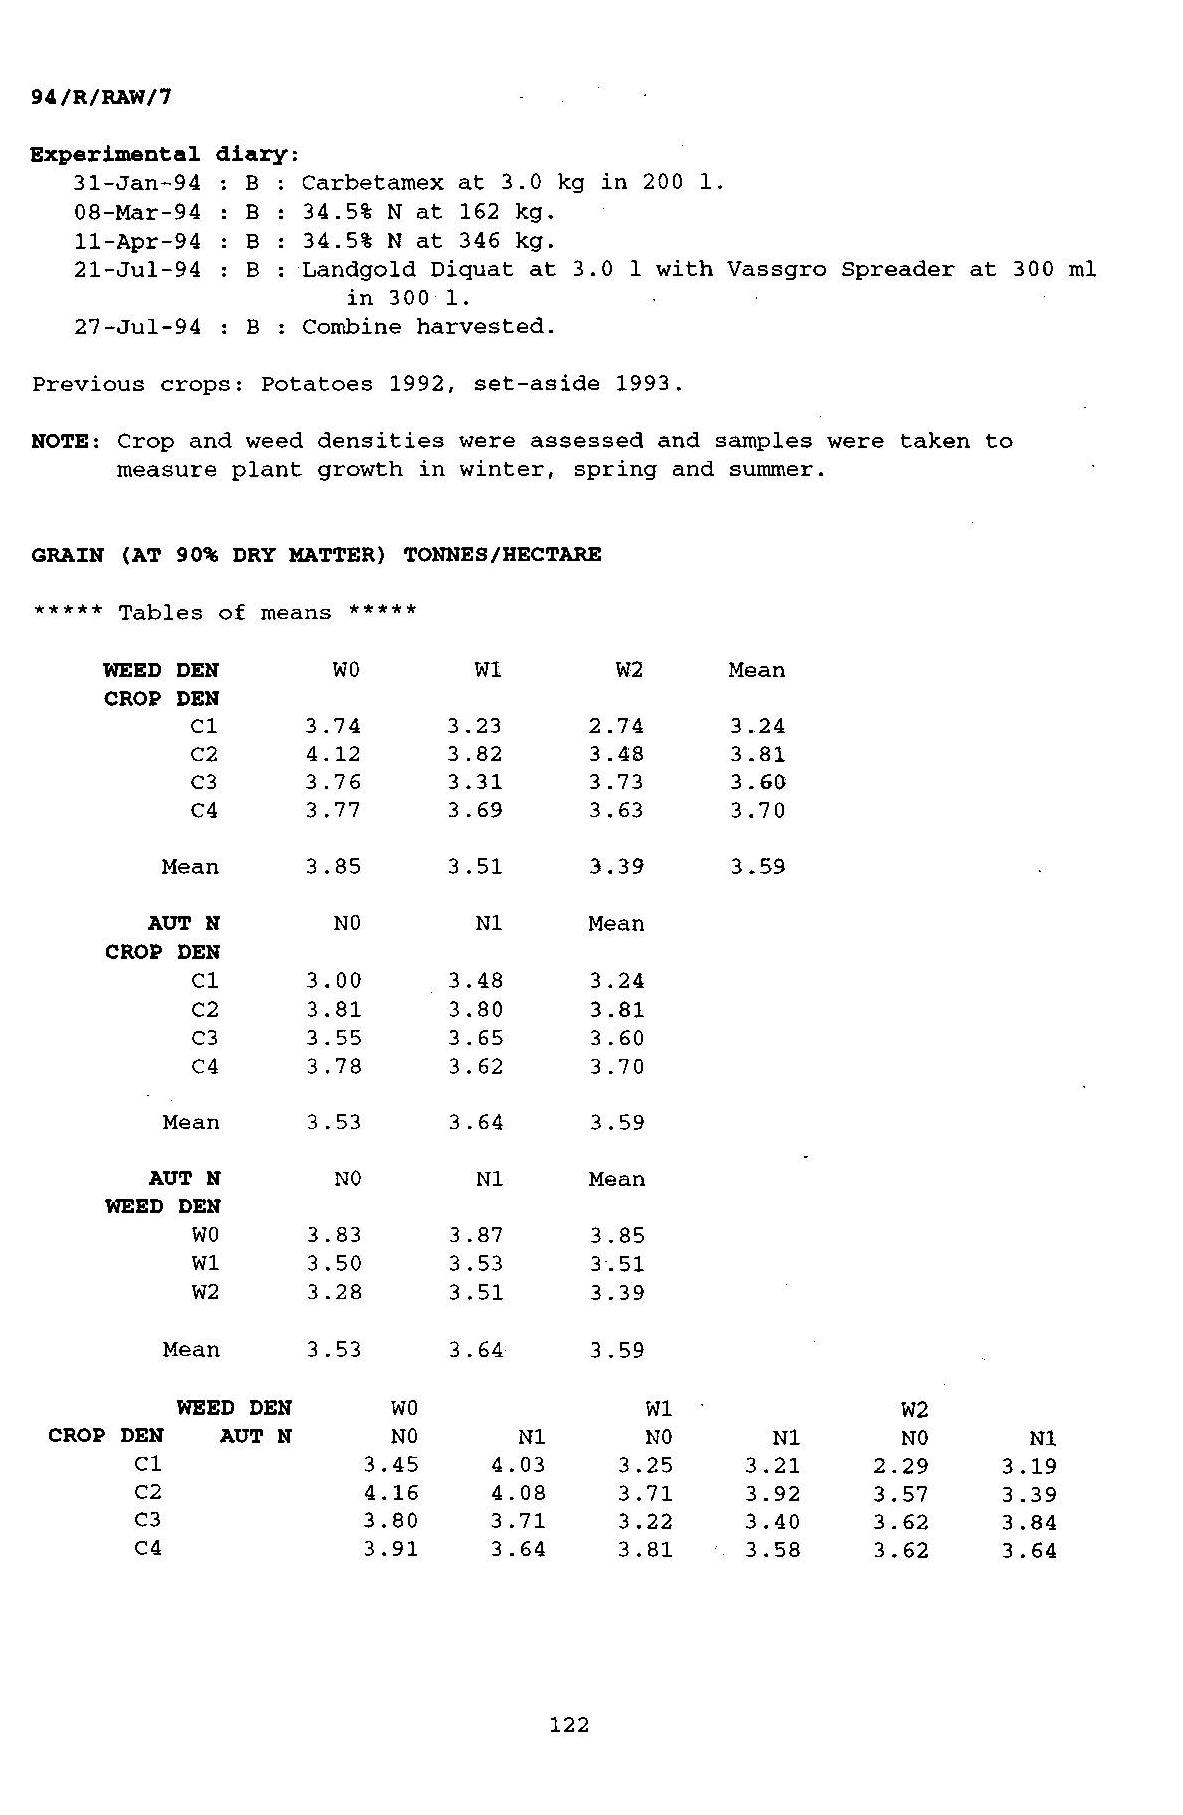 94/R/RAW/7
Experimental diary:
31-Jan-94 : B : Carbetamex at 3.0 kg in 200 l.
08-Mar-94 : B : 34.5% N at 162 kg.
11-Apr-94 : B : 34.5% N at 346 kg.
21-Jul-94 : B : Landgold Diquat at 3.0 l with Vassgro Spreader at 300 ml
in 300 l.
27-Jul-94 : B : Combine harvested.
Previous crops: Potatoes 1992, set-aside 1993.
NOTE: Crop and weed densities were assessed and samples were taken to
measure plant growth in winter, spring and summer.
GRAIN (AT 90% DRY MATTER) TONNES/HECTARE
***** Tables of means *****
WEED DEN W0 W1 W2 Mean
CROP DEN
C1 3.74 3.23 2.74 3.24
C2 4.12 3.82 3.48 3.81
C3 3.76 3.31 3.73 3.60
C4 3.77 3.69 3.63 3.70
Mean 3.85 3.51 3.39 3.59
AUT N N0 N1 Mean
CROP DEN
C1 3.00 3.48 3.24
C2 3.81 3.80 3.81
C3 3.55 3.65 3.60
C4 3.78 3.62 3.70
Mean 3.53 3.64 3.59
AUT N N0 N1 Mean
WEED DEN
W0 3.83 3.87 3.85
W1 3.50 3.53 3.51
W2 3.28 3.51 3.39
Mean 3.53 3.64 3.59
WEED DEN W0 W1 W2
CROP DEN AUT N N0 N1 N0 N1 N0 N1
C1 3.45 4.03 3.25 3.21 2.29 3.19
C2 4.16 4.08 3.71 3.92 3.57 3.39
C3 3.80 3.71 3.22 3.40 3.62 3.84
C4 3.91 3.64 3.81 3.58 3.62 3.64
122